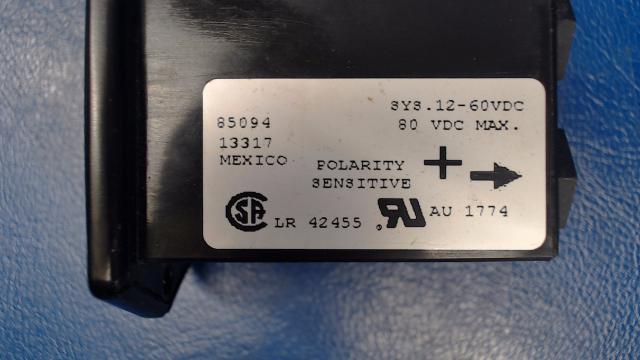 SYS.12-60VDC
85094
80 VDC MAX.
13317
MEXICO
POLARITY
SENSITIVE
+
LR 42455
AU 1774